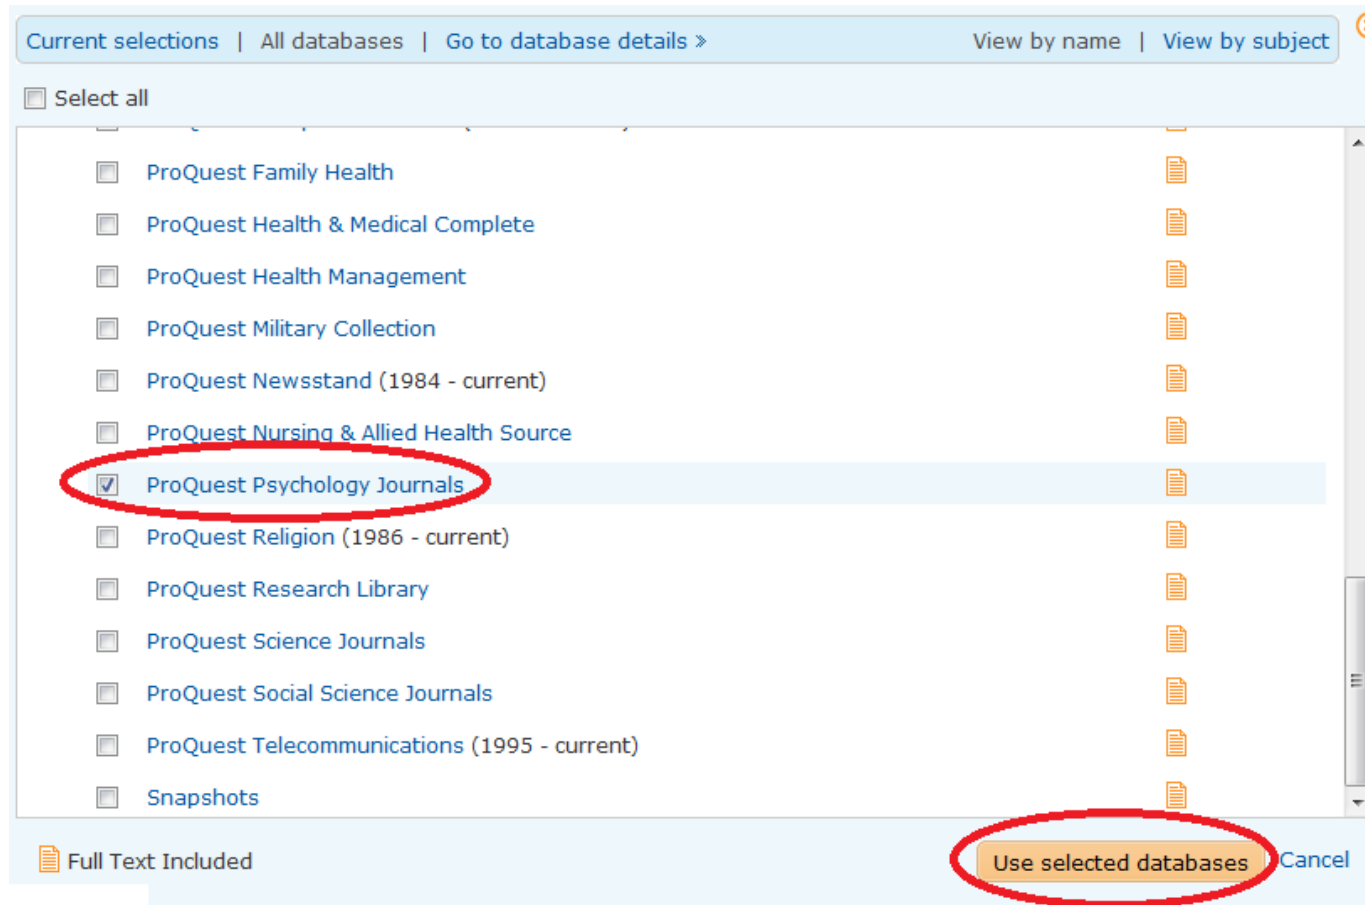 Current selections | All databases | Go to database details » View by name | View by subject
Select all
ProQuest Family Health
ProQuest Health & Medical Complete
ProQuest Health Management
ProQuest Military Collection
ProQuest Newsstand (1984 - current)
ProQuest Nursing & Allied Health Source
ProQuest Psychology Journals
ProQuest Religion (1986 - current)
ProQuest Research Library
ProQuest Science Journals
ProQuest Social Science Journals
ProQuest Telecommunications (1995 - current)
Snapshots
Full Text Included Use selected databases Cancel